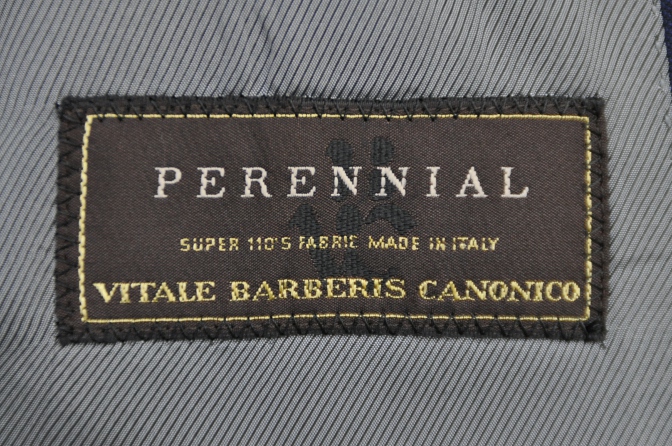 PERENNIAL
SUPER 110'S FABRIC MADE IN ITALY
VITALE BARBERIS CANONICO